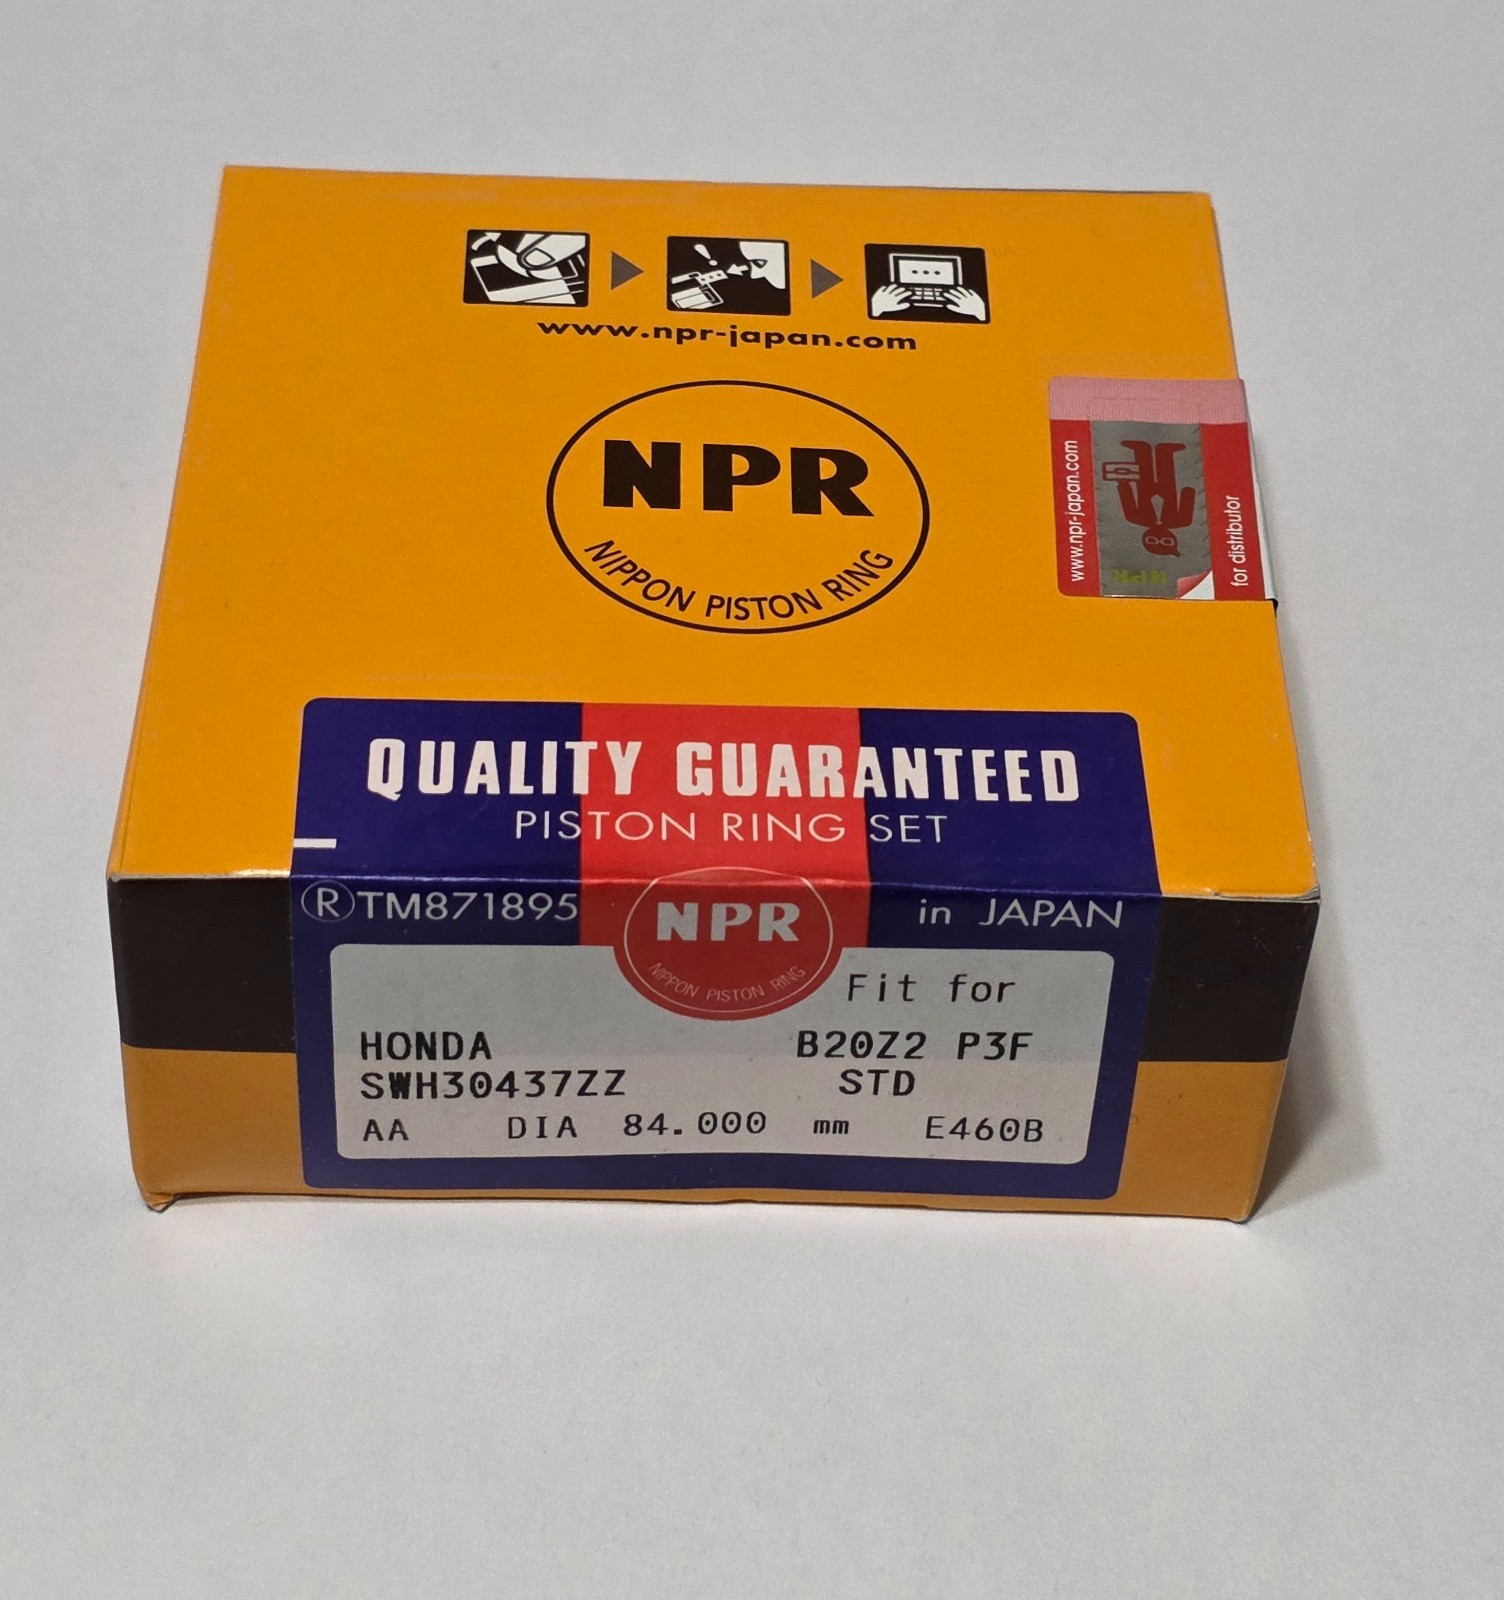 www.npr-japan.com
NPR
NIPPON PISTON RING
www.npr-japan.com
NPR
for distributor
QUALITY GUARANTEED
PISTON RING SET
®TM871895
in JAPAN
NPR
NIPPON PISTON RING
Fit for
HONDA B20Z2 P3F
SWH30437ZZ STD
AA DIA 84.000 mm E460B